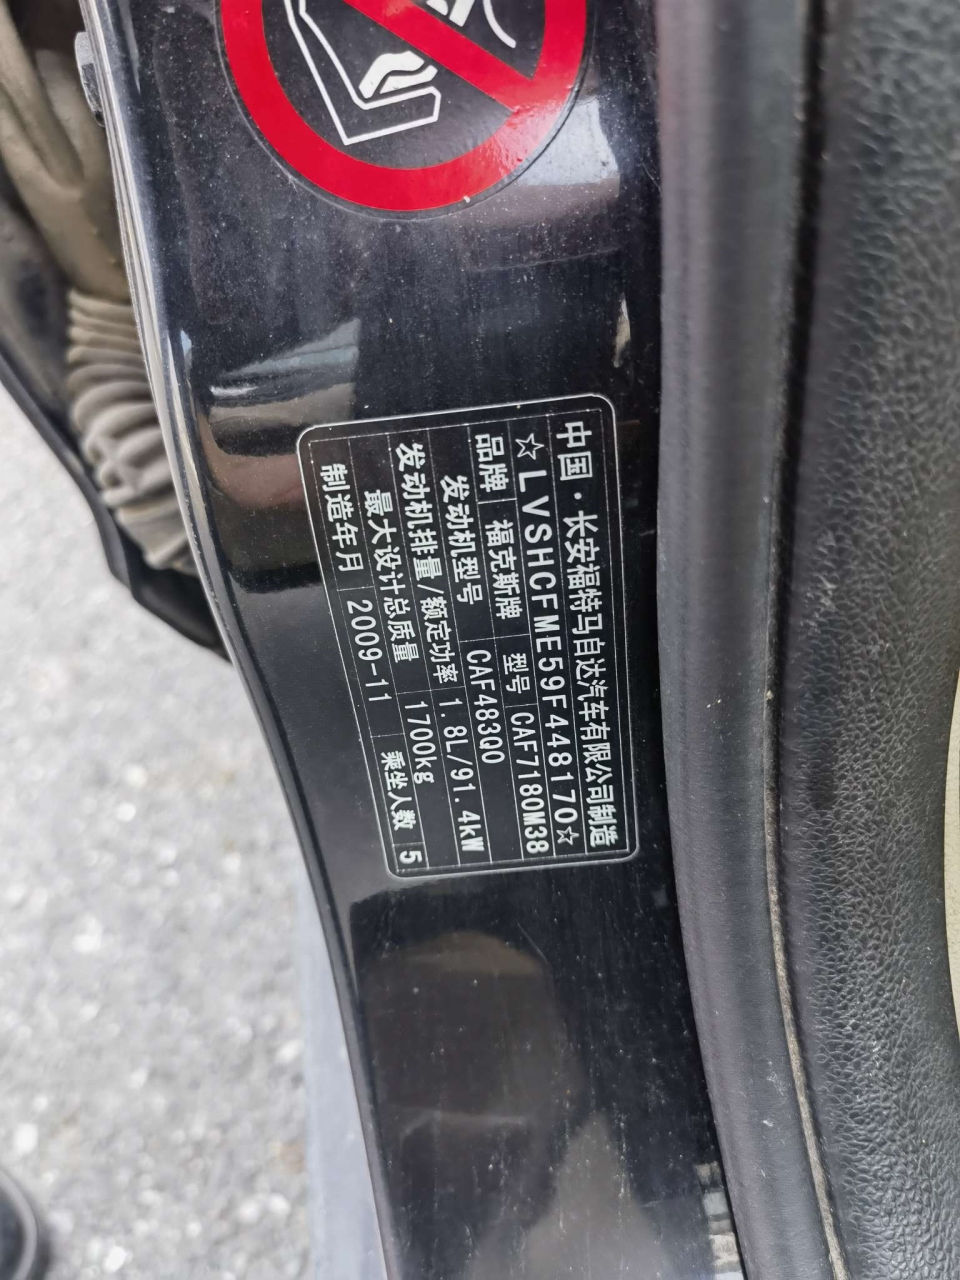 中国·长安福特马自达汽车有限公司制造
☆LVSHCFME59F448170☆
品牌 福克斯牌 型号 CAF7180M38
发动机型号 CAF483Q0
发动机排量/额定功率 1.8L/91.4kW
最大设计总质量 1700kg
制造年月 2009-11 乘坐人数 5